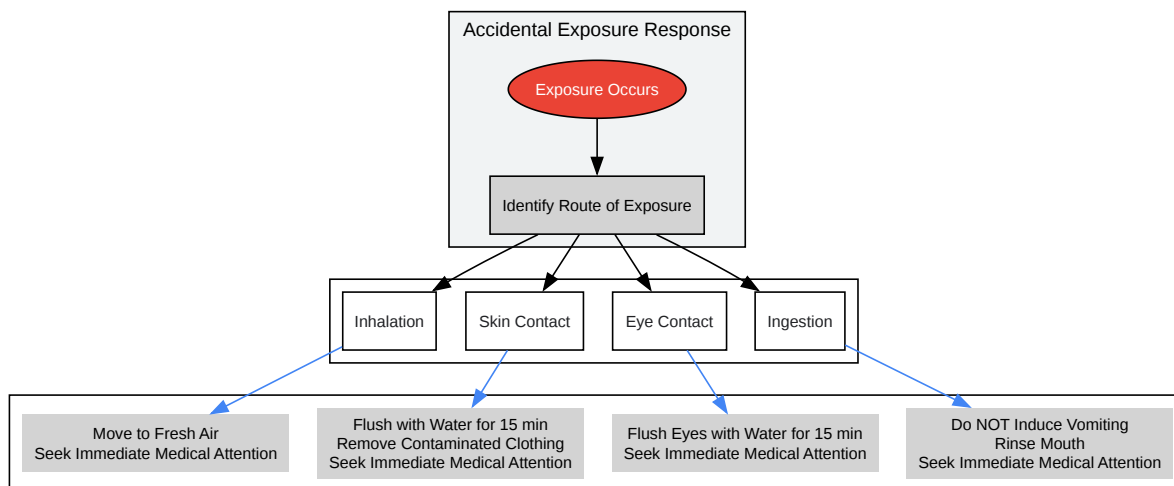 Accidental Exposure Response
Exposure Occurs
Identify Route of Exposure
Inhalation
Skin Contact
Eye Contact
Ingestion
Move to Fresh Air
Seek Immediate Medical Attention
Flush with Water for 15 min
Remove Contaminated Clothing
Seek Immediate Medical Attention
Flush Eyes with Water for 15 min
Seek Immediate Medical Attention
Do NOT Induce Vomiting
Rinse Mouth
Seek Immediate Medical Attention